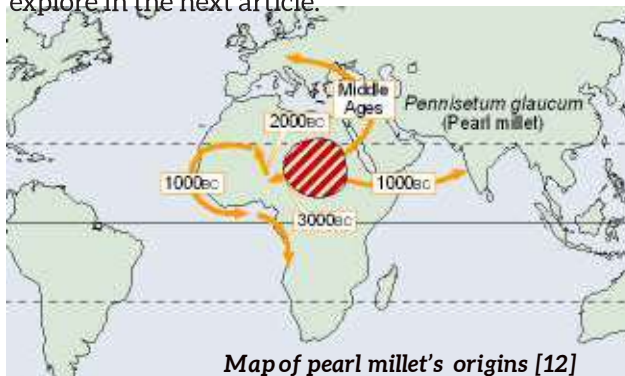 explore in the next article.
Middle
Ages
Pennisetum glaucum
(Pearl millet)
2000BC
1000BC
1000BC
3000BC
Map of pearl millet's origins [12]